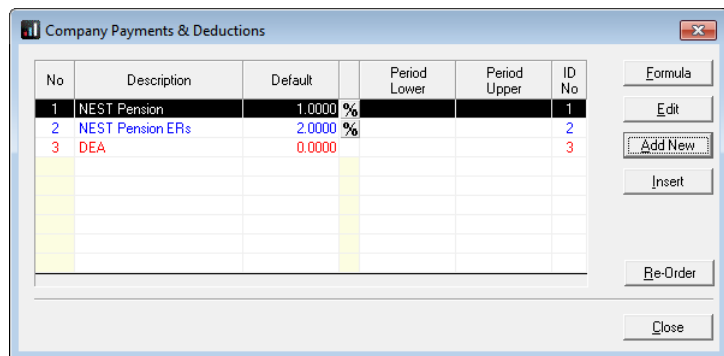 Company Payments & Deductions
No Description Default Period Lower Period Upper ID No
1 NEST Pension 1.0000 % 1
2 NEST Pension ERs 2.0000 % 2
3 DEA 0.0000 3
Formula
Edit
Add New
Insert
Re-Order
Close